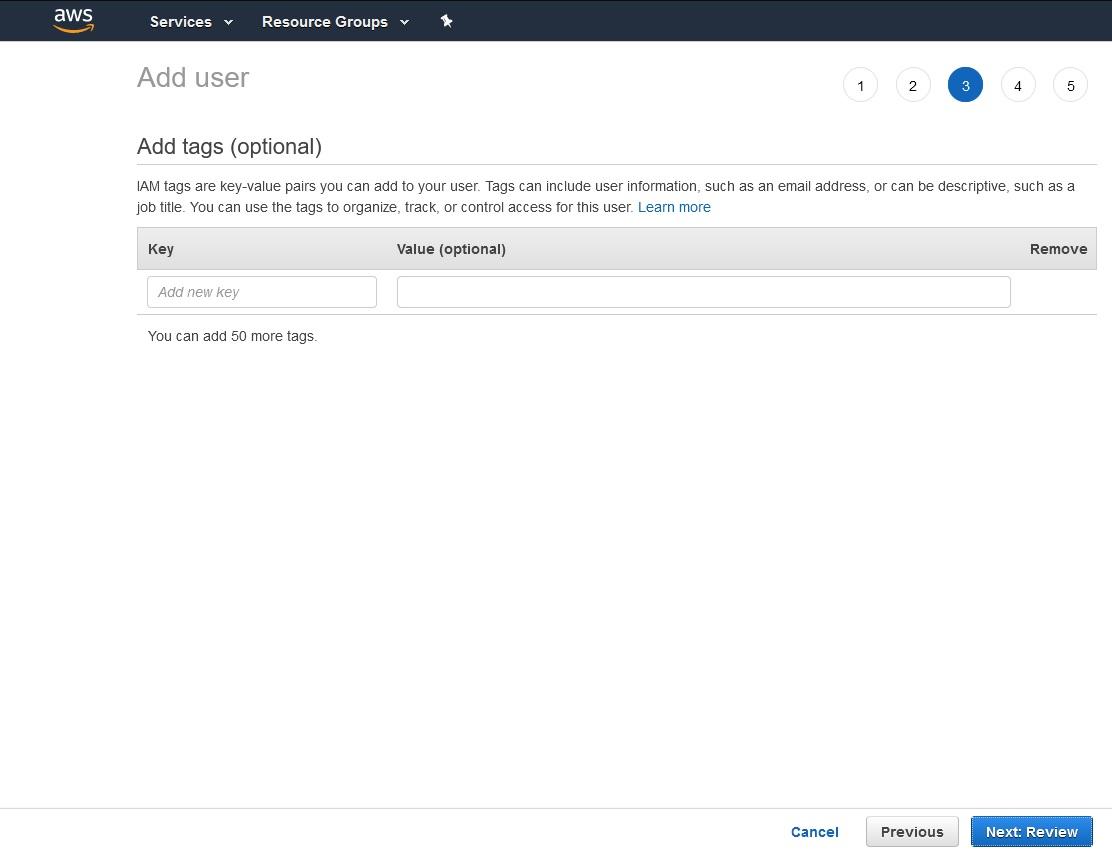 aws Services Resource Groups
Add user
1 2 3 4 5
Add tags (optional)
IAM tags are key-value pairs you can add to your user. Tags can include user information, such as an email address, or can be descriptive, such as a
job title. You can use the tags to organize, track, or control access for this user. Learn more
Key Value (optional) Remove
Add new key
You can add 50 more tags.
Cancel Previous Next: Review